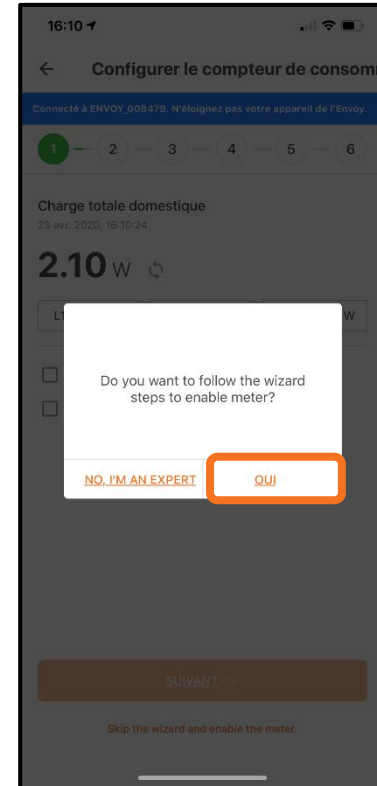 16:10
Configurer le compteur de consom
Connecté à ENVOY_008479. N'éloignez pas votre appareil de l'Envoy.
1 2 3 4 5 6
Charge totale domestique
23 avr. 2020, 16:10:24
2.10 W
L1 W
Do you want to follow the wizard
steps to enable meter?
NO, I'M AN EXPERT OUI
SUIVANT >
Skip the wizard and enable the meter.